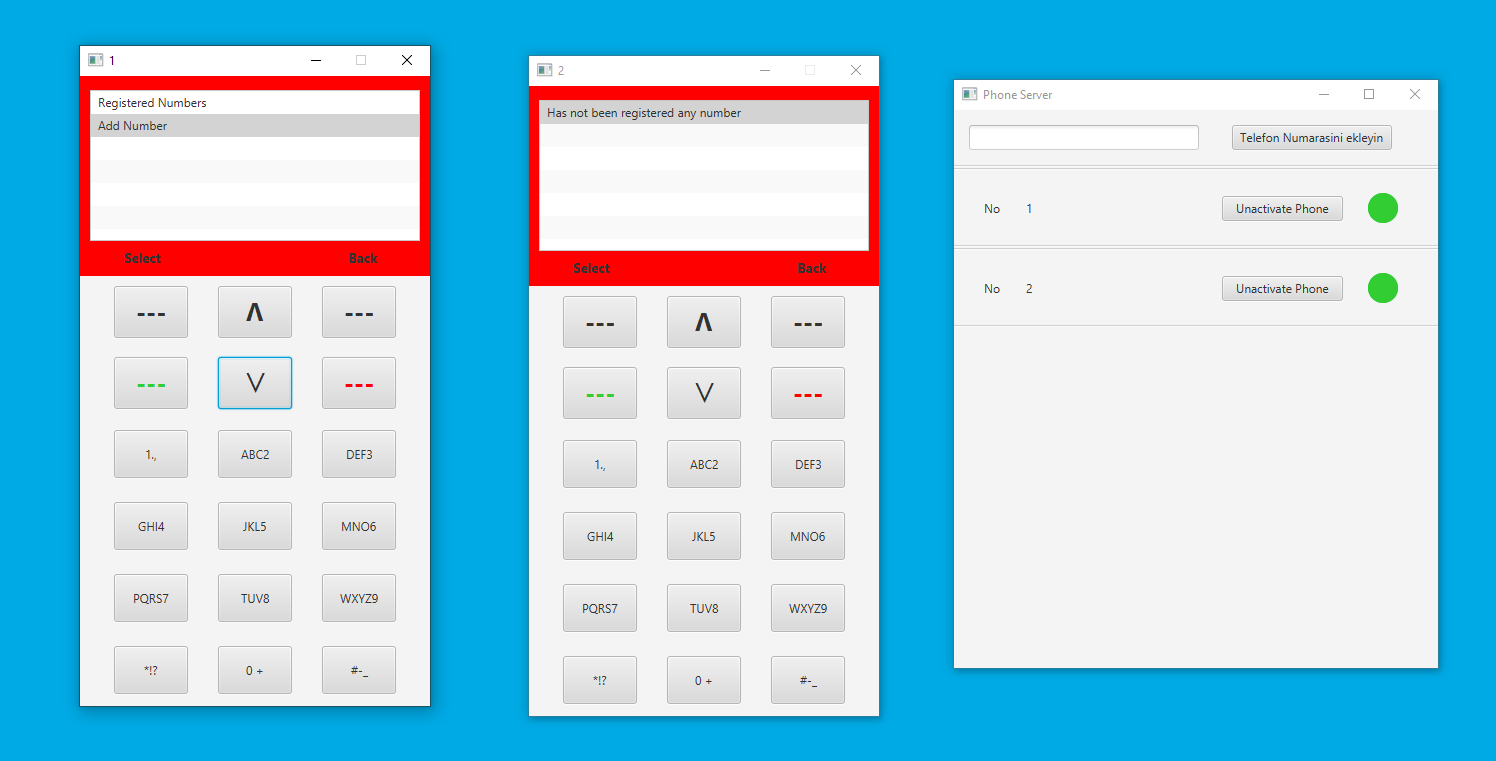 1
Registered Numbers
Add Number
Select Back
--- Λ ---
--- V ---
1., ABC2 DEF3
GHI4 JKL5 MNO6
PQRS7 TUV8 WXYZ9
*!? 0 + #-_
2
Has not been registered any number
Select Back
--- Λ ---
--- V ---
1., ABC2 DEF3
GHI4 JKL5 MNO6
PQRS7 TUV8 WXYZ9
*!? 0 + #-_
Phone Server
Telefon Numarasini ekleyin
No 1 Unactivate Phone
No 2 Unactivate Phone